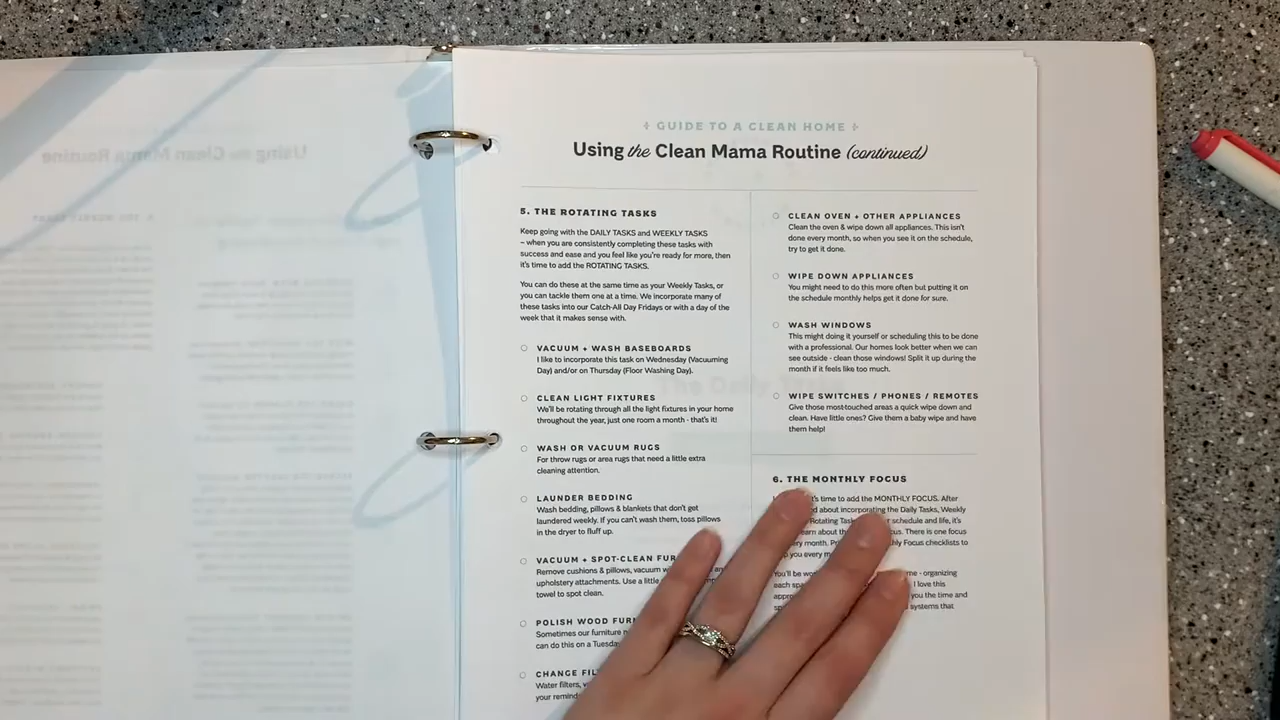 + GUIDE TO A CLEAN HOME +
Using the Clean Mama Routine (continued)
5. THE ROTATING TASKS
Keep going with the DAILY TASKS and WEEKLY TASKS
– when you are consistently completing these tasks with
success and ease and you feel like you're ready for more, then
it's time to add the ROTATING TASKS.
You can do these at the same time as your Weekly Tasks, or
you can tackle them one at a time. We incorporate many of
these tasks into our Catch-All Day Fridays or with a day of the
week that it makes sense with.
VACUUM + WASH BASEBOARDS
I like to incorporate this task on Wednesday (Vacuuming
Day) and/or on Thursday (Floor Washing Day).
CLEAN LIGHT FIXTURES
We'll be rotating through all the light fixtures in your home
throughout the year, just one room a month - that's it!
WASH OR VACUUM RUGS
For throw rugs or area rugs that need a little extra
cleaning attention.
LAUNDER BEDDING
Wash bedding, pillows & blankets that don't get
laundered weekly. If you can't wash them, toss pillows
in the dryer to fluff up.
VACUUM + SPOT-CLEAN FUR
Remove cushions & pillows, vacuum
upholstery attachments. Use a little
towel to spot clean.
POLISH WOOD FURN
Sometimes our furniture
can do this on a Tuesda
CHANGE FIL
Water filters,
your remind
CLEAN OVEN + OTHER APPLIANCES
Clean the oven & wipe down all appliances. This isn't
done every month, so when you see it on the schedule,
try to get it done.
WIPE DOWN APPLIANCES
You might need to do this more often but putting it on
the schedule monthly helps get it done for sure.
WASH WINDOWS
This might doing it yourself or scheduling this to be done
with a professional. Our homes look better when we can
see outside - clean those windows! Split it up during the
month if it feels like too much.
WIPE SWITCHES / PHONES / REMOTES
Give those most-touched areas a quick wipe down and
clean. Have little ones? Give them a baby wipe and have
them help!
6. THE MONTHLY FOCUS
's time to add the MONTHLY FOCUS. After
about incorporating the Daily Tasks, Weekly
Rotating Task schedule and life, it's
earn about th cus. There is one focus
ery month. hly Focus checklists to
p you every m
You'll be wo me - organizing
each spa I love this
appro you the time and
sp systems that